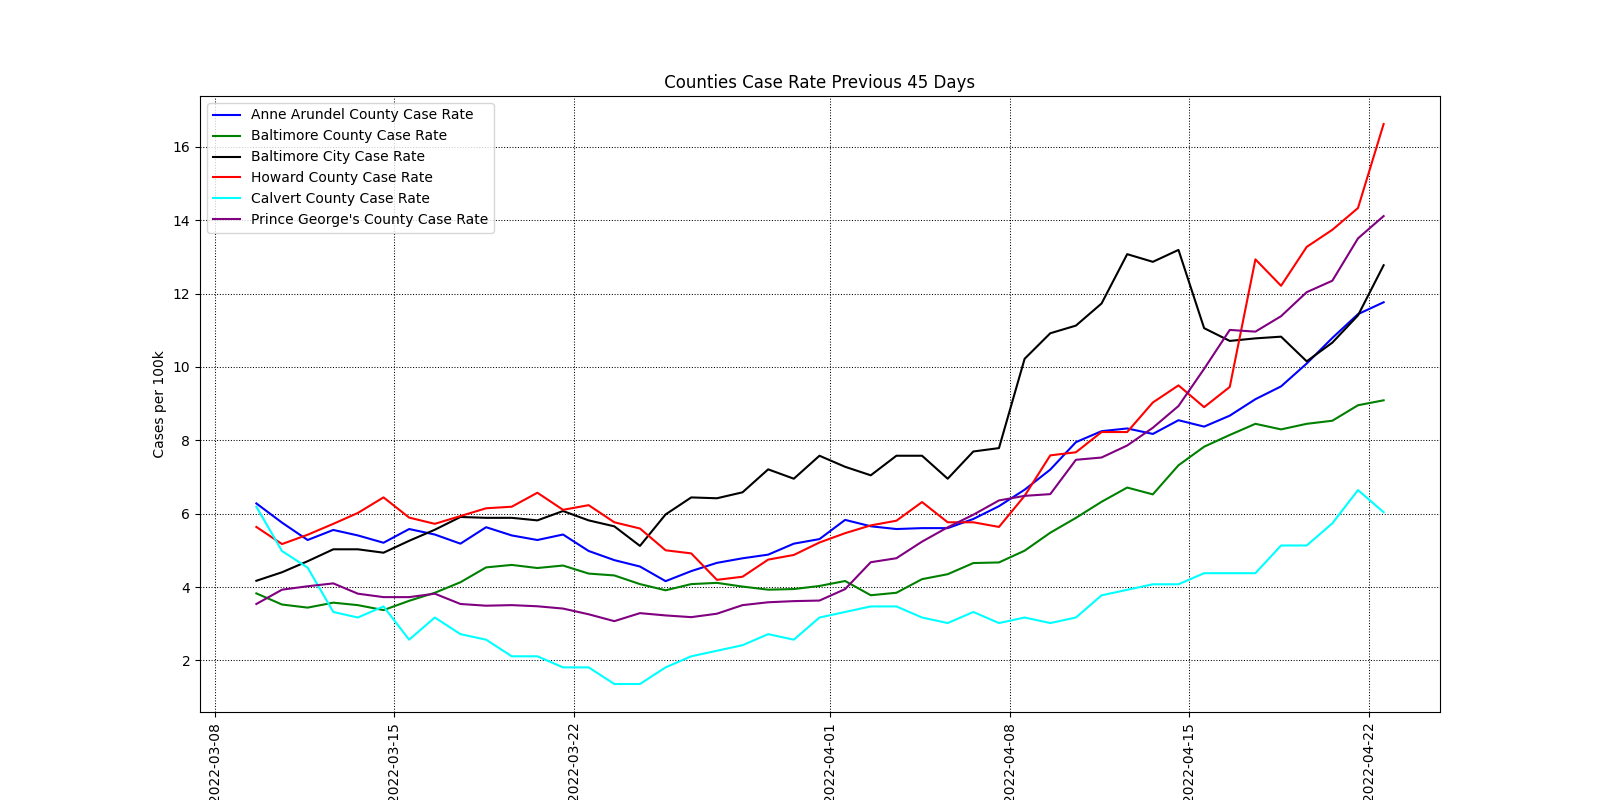 Counties Case Rate Previous 45 Days
Anne Arundel County Case Rate
Baltimore County Case Rate
Baltimore City Case Rate
Howard County Case Rate
Calvert County Case Rate
Prince George's County Case Rate
Cases per 100k
16
14
12
10
8
6
4
2
2022-03-08
2022-03-15
2022-03-22
2022-04-01
2022-04-08
2022-04-15
2022-04-22